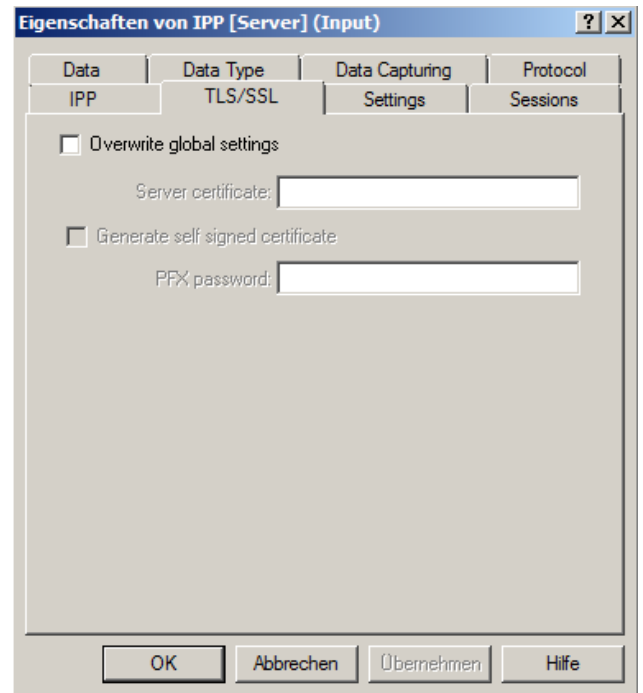 Eigenschaften von IPP [Server] (Input)
Data Data Type Data Capturing Protocol
IPP TLS/SSL Settings Sessions
Overwrite global settings
Server certificate:
Generate self signed certificate
PFX password:
OK Abbrechen Übernehmen Hilfe